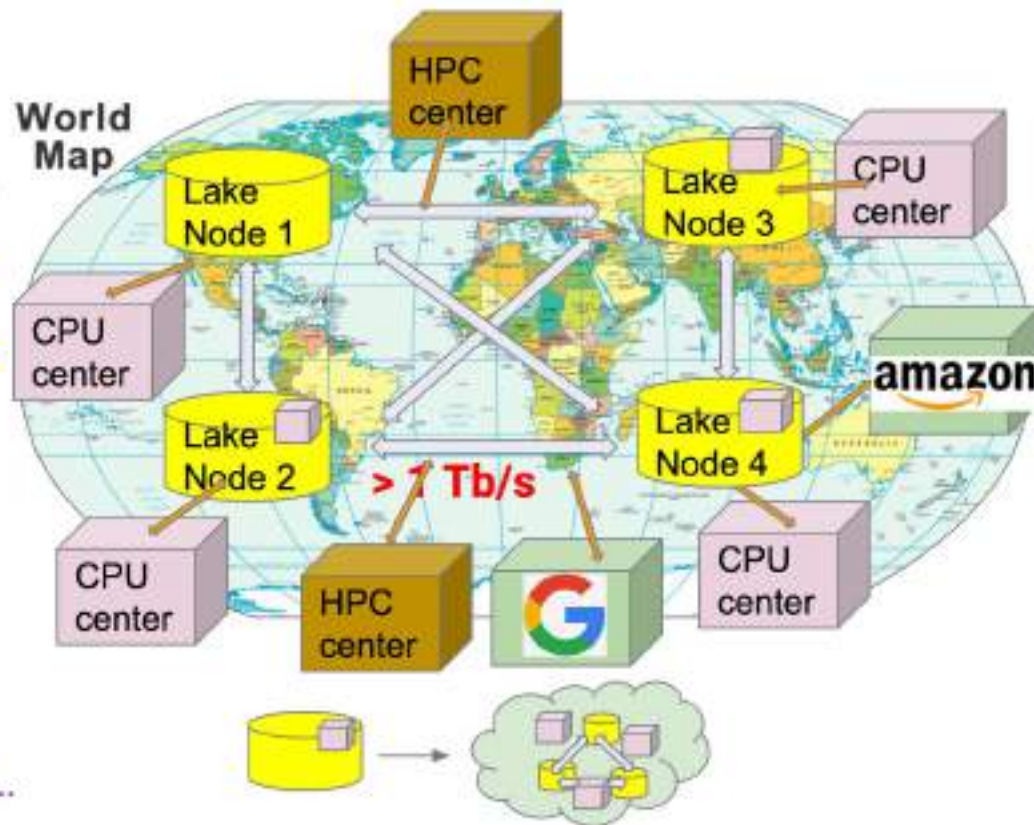 World
Map
HPC
center
Lake
Node 1
Lake
Node 3
CPU
center
CPU
center
amazon
Lake
Node 2
Lake
Node 4
> 1 Tb/s
CPU
center
HPC
center
G
CPU
center
..